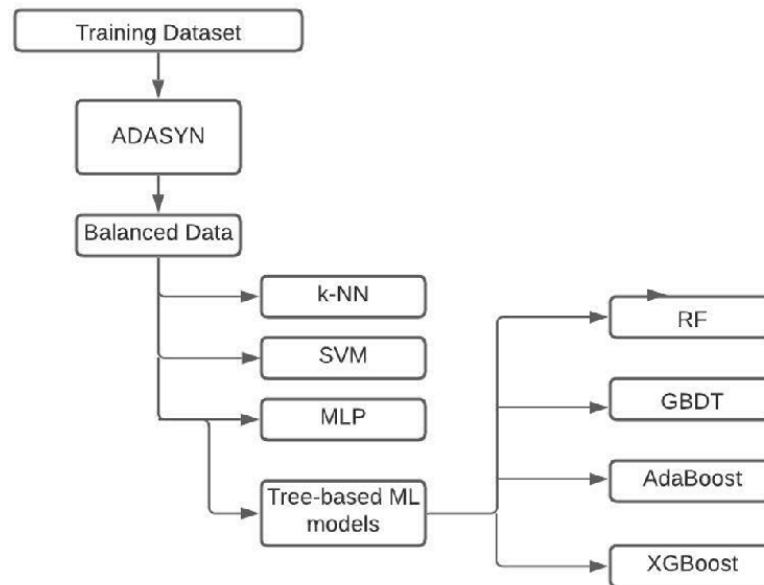 Training Dataset
ADASYN
Balanced Data
k-NN
SVM
MLP
Tree-based ML
models
RF
GBDT
AdaBoost
XGBoost